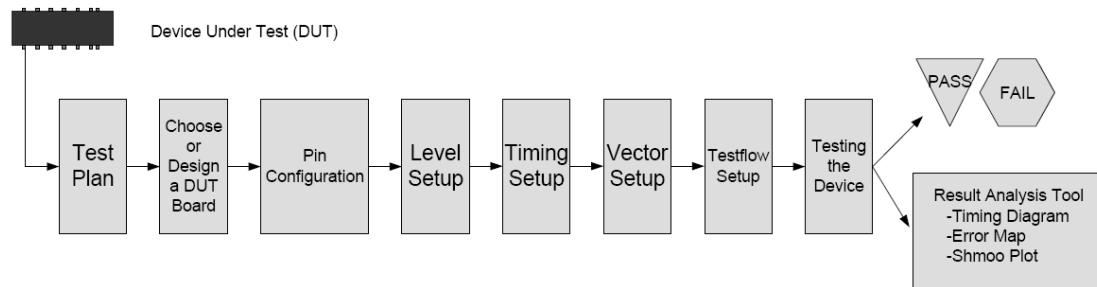 Device Under Test (DUT)
Test
Plan
Choose
or
Design
a DUT
Board
Pin
Configuration
Level
Setup
Timing
Setup
Vector
Setup
Testflow
Setup
Testing
the
Device
PASS
FAIL
Result Analysis Tool
-Timing Diagram
-Error Map
-Shmoo Plot